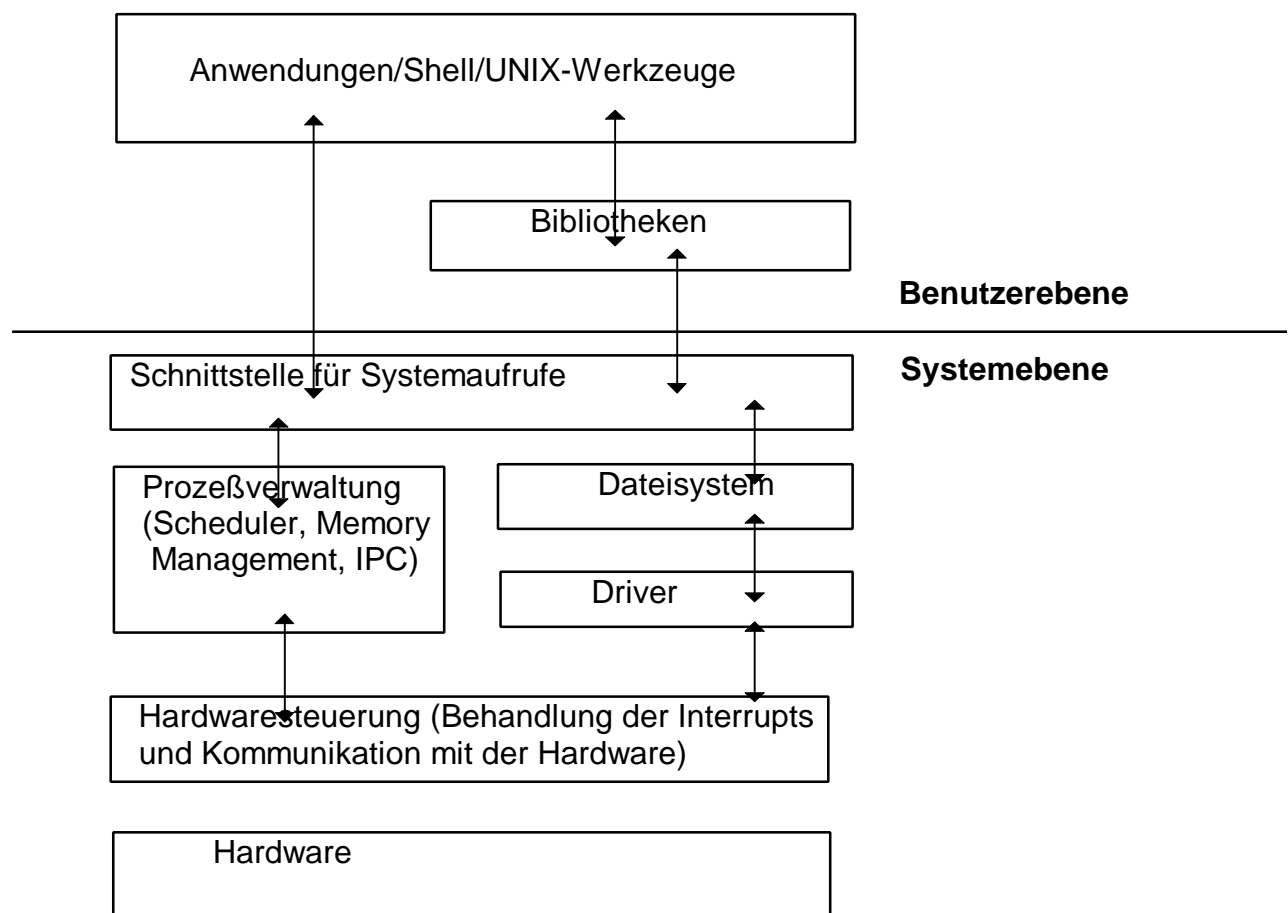 Anwendungen/Shell/UNIX-Werkzeuge
Bibliotheken
Benutzerebene
Systemebene
Schnittstelle für Systemaufrufe
Prozeßverwaltung
(Scheduler, Memory
Management, IPC)
Dateisystem
Driver
Hardwaresteuerung (Behandlung der Interrupts
und Kommunikation mit der Hardware)
Hardware